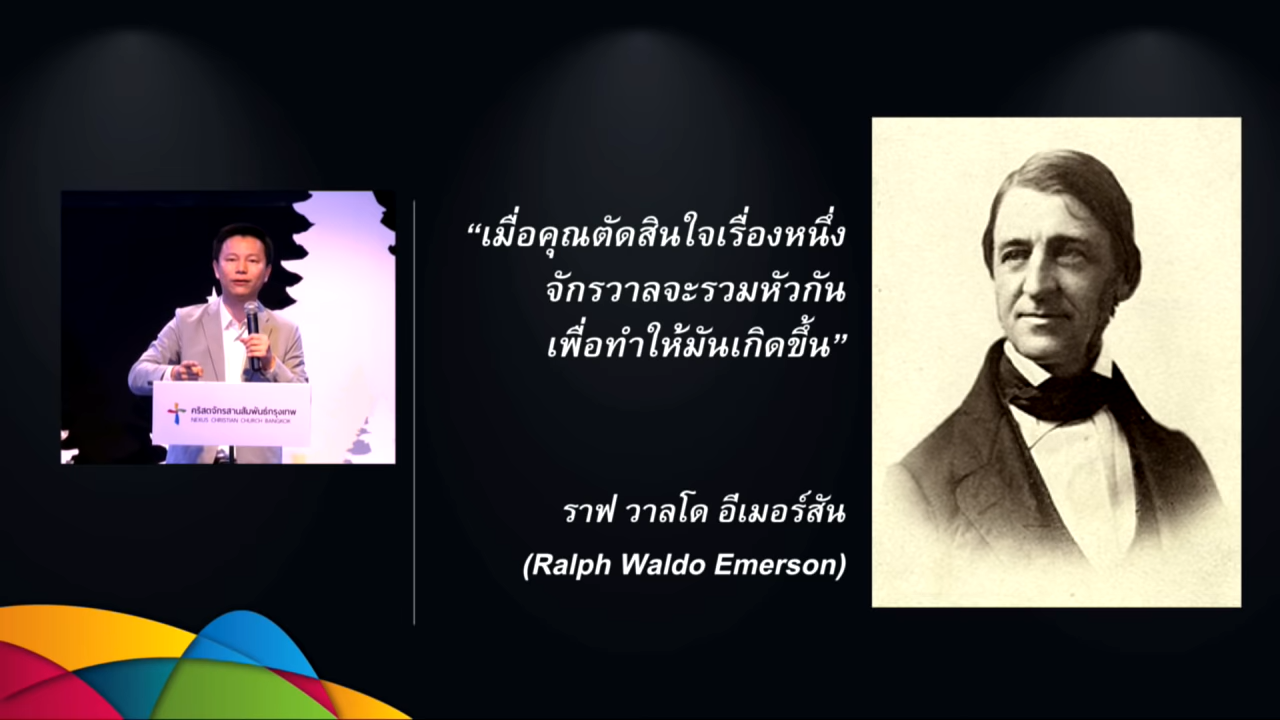 “เมื่อคุณตัดสินใจเรื่องหนึ่ง
จักรวาลจะรวมหัวกัน
เพื่อทำให้มันเกิดขึ้น”
ราฟ วาลโด อีเมอร์สัน
(Ralph Waldo Emerson)
คริสตจักรสานสัมพันธ์กรุงเทพ
NEXUS CHRISTIAN CHURCH BANGKOK